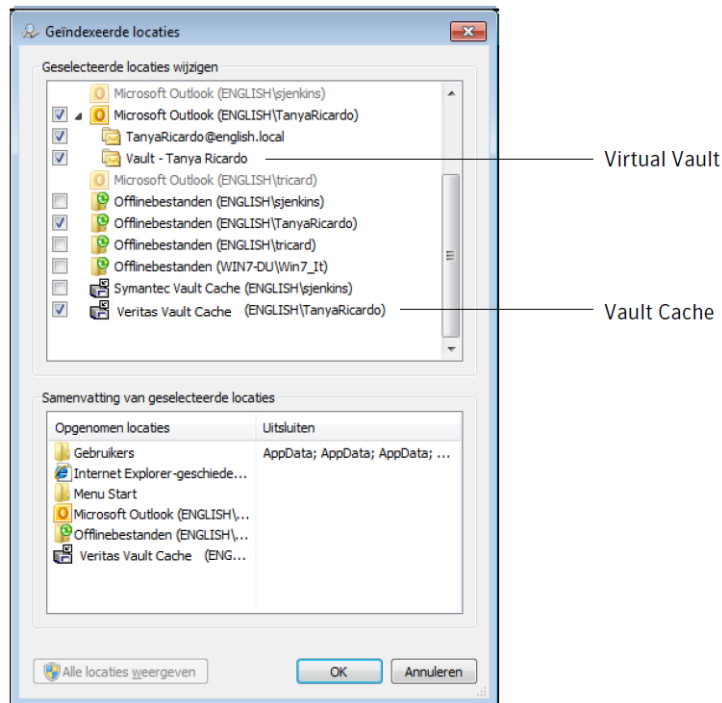 Geïndexeerde locaties
Geselecteerde locaties wijzigen
Microsoft Outlook (ENGLISH\sjenkins)
Microsoft Outlook (ENGLISH\TanyaRicardo)
TanyaRicardo@english.local
Vault - Tanya Ricardo
Virtual Vault
Microsoft Outlook (ENGLISH\tricard)
Offlinebestanden (ENGLISH\sjenkins)
Offlinebestanden (ENGLISH\TanyaRicardo)
Offlinebestanden (ENGLISH\tricard)
Offlinebestanden (WIN7-DU\Win7_It)
Symantec Vault Cache (ENGLISH\sjenkins)
Veritas Vault Cache (ENGLISH\TanyaRicardo)
Vault Cache
Samenvatting van geselecteerde locaties
Opgenomen locaties Uitsluiten
Gebruikers AppData; AppData; AppData; ...
Internet Explorer-geschiede...
Menu Start
Microsoft Outlook (ENGLISH\...
Offlinebestanden (ENGLISH\...
Veritas Vault Cache (ENG...
Alle locaties weergeven OK Annuleren